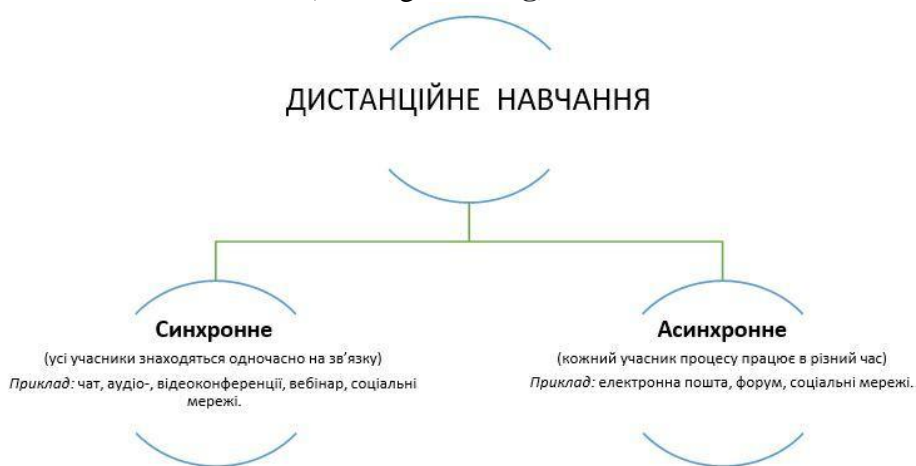 ДИСТАНЦІЙНЕ НАВЧАННЯ
Синхронне
(усі учасники знаходяться одночасно на зв’язку)
Приклад: чат, аудіо-, відеоконференції, вебінар, соціальні
мережі.
Асинхронне
(кожний учасник процесу працює в різний час)
Приклад: електронна пошта, форум, соціальні мережі.